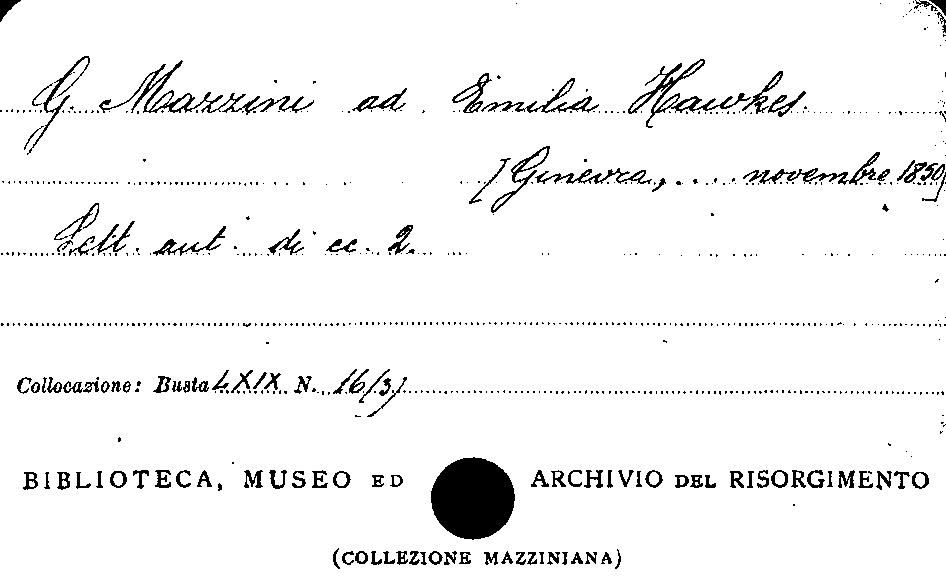 G. Mazzini ad Emilia Hawkes.
[Ginevra, .... novembre 1850]
Lett. aut. di cc. 2.
Collocazione: Busta LXIX N. 16/3)
BIBLIOTECA, MUSEO ED ARCHIVIO DEL RISORGIMENTO
(COLLEZIONE MAZZINIANA)